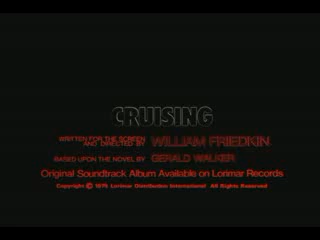 CRUISING
WRITTEN FOR THE SCREEN
AND DIRECTED BY WILLIAM FRIEDKIN
BASED UPON THE NOVEL BY GERALD WALKER
Original Soundtrack Album Available on Lorimar Records
Copyright © 1979 Lorimar Distribution International All Rights Reserved